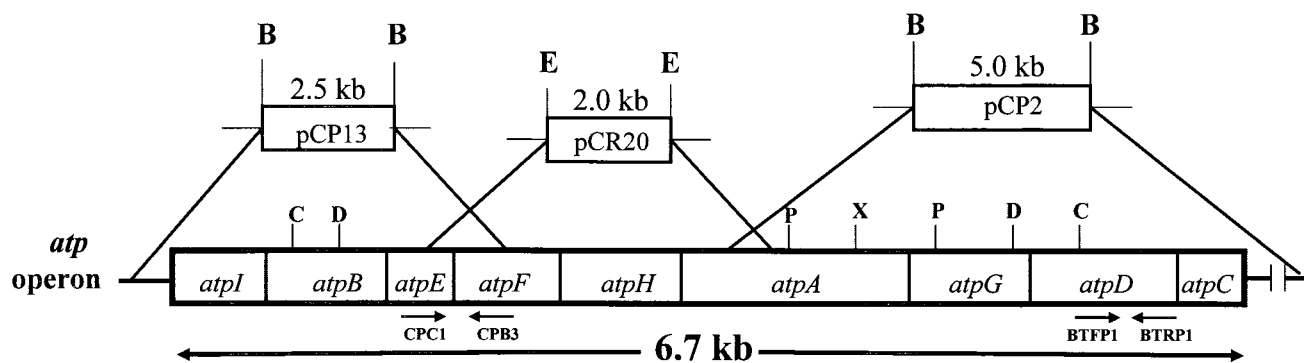 B B B B
E E
2.5 kb 2.0 kb 5.0 kb
pCP13 pCR20 pCP2
C D P X P D C
atp
operon
atpI atpB atpE atpF atpH atpA atpG atpD atpC
CPC1 CPB3 BTFP1 BTRP1
6.7 kb